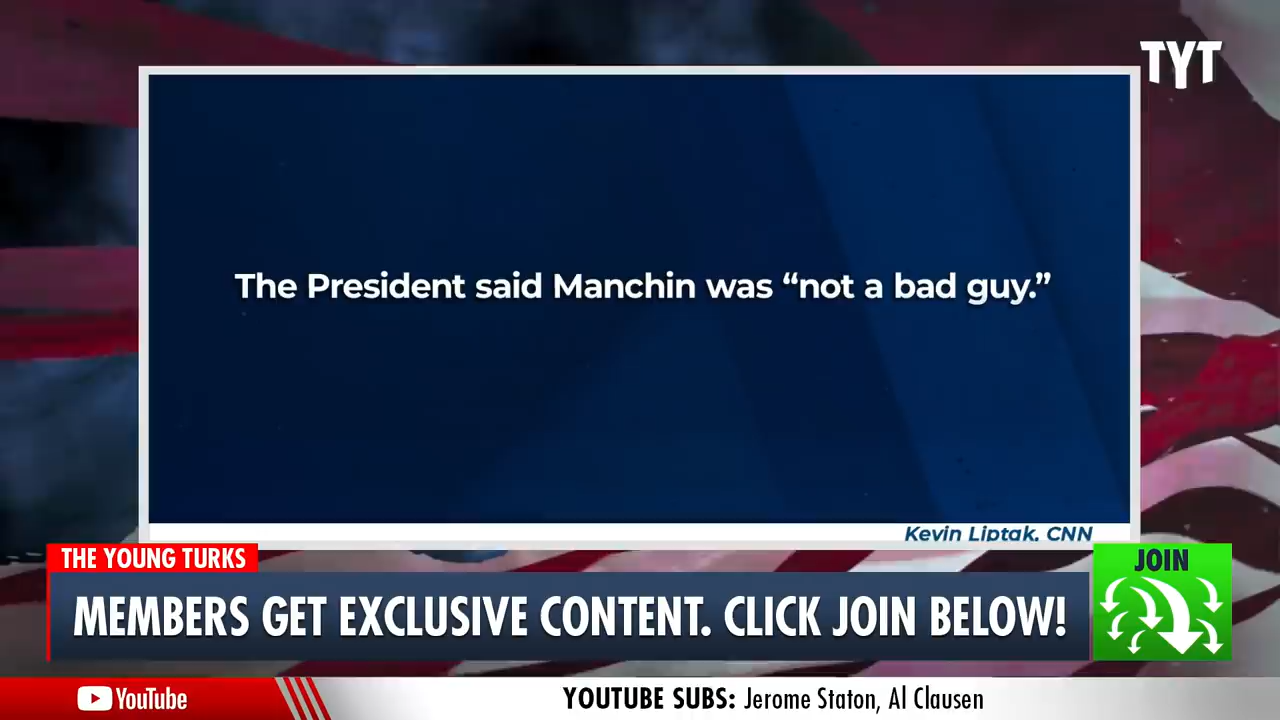 TYT
The President said Manchin was “not a bad guy.”
Kevin Liptak, CNN
THE YOUNG TURKS
MEMBERS GET EXCLUSIVE CONTENT. CLICK JOIN BELOW!
JOIN
YouTube
YOUTUBE SUBS: Jerome Staton, Al Clausen